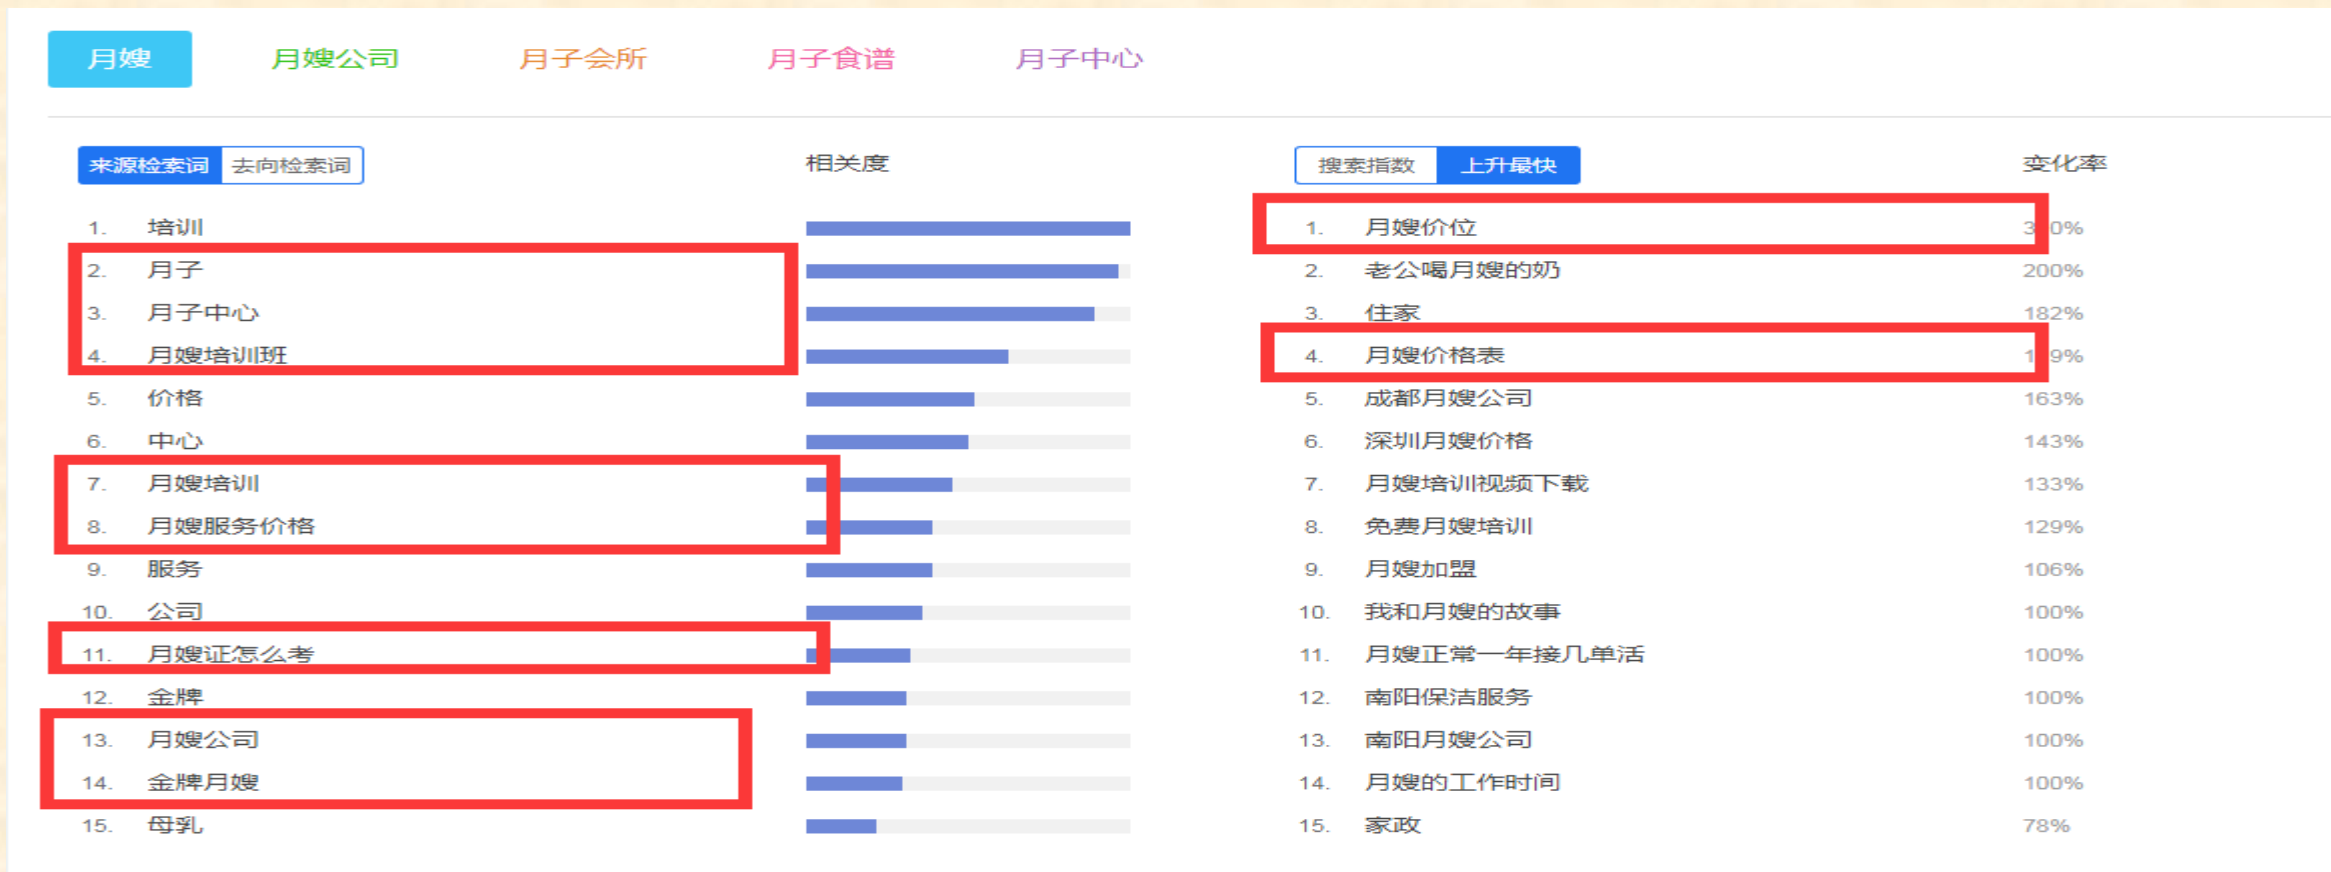 月嫂 月嫂公司 月子会所 月子食谱 月子中心
来源检索词 去向检索词 相关度
1. 培训
2. 月子
3. 月子中心
4. 月嫂培训班
5. 价格
6. 中心
7. 月嫂培训
8. 月嫂服务价格
9. 服务
10. 公司
11. 月嫂证怎么考
12. 金牌
13. 月嫂公司
14. 金牌月嫂
15. 母乳
搜索指数 上升最快 变化率
1. 月嫂价位
2. 老公喝月嫂的奶 200%
3. 住家 182%
4. 月嫂价格表
5. 成都月嫂公司 163%
6. 深圳月嫂价格 143%
7. 月嫂培训视频下载 133%
8. 免费月嫂培训 129%
9. 月嫂加盟 106%
10. 我和月嫂的故事 100%
11. 月嫂正常一年接几单活 100%
12. 南阳保洁服务 100%
13. 南阳月嫂公司 100%
14. 月嫂的工作时间 100%
15. 家政 78%